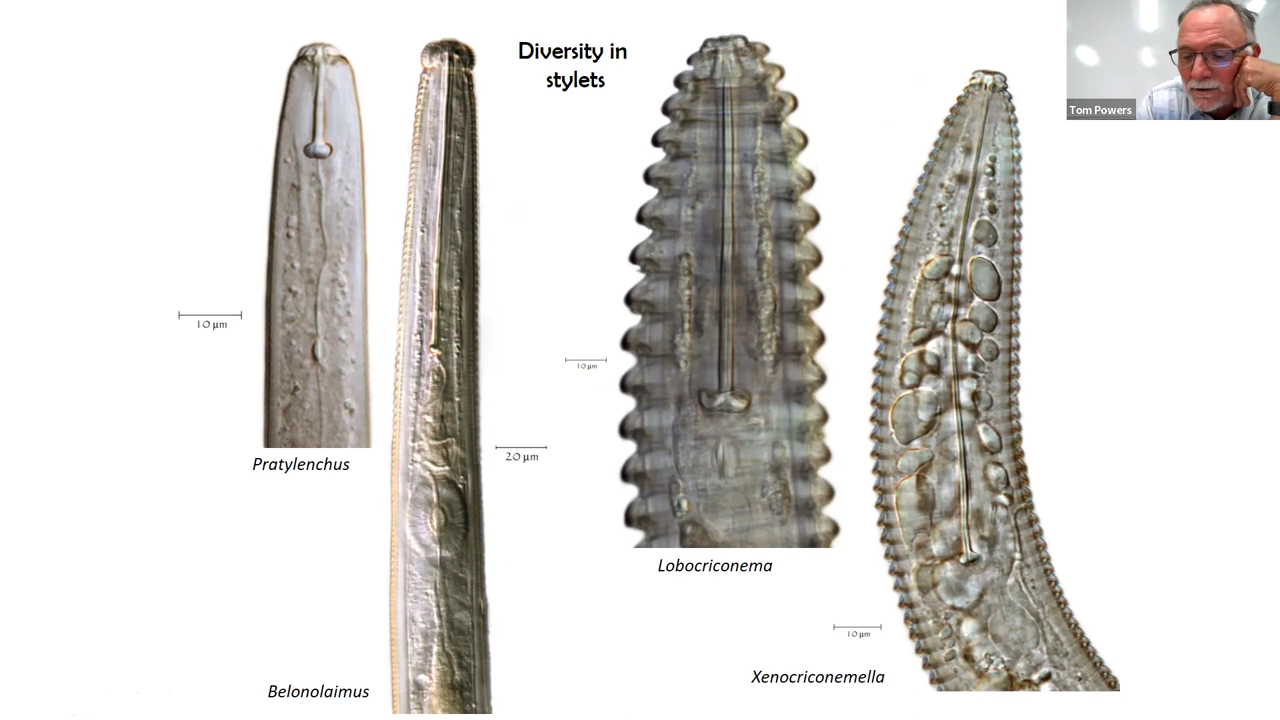 Diversity in
stylets
Tom Powers
10 µm
Pratylenchus
20 µm
Belonolaimus
10 µm
Lobocriconema
10 µm
Xenocriconemella